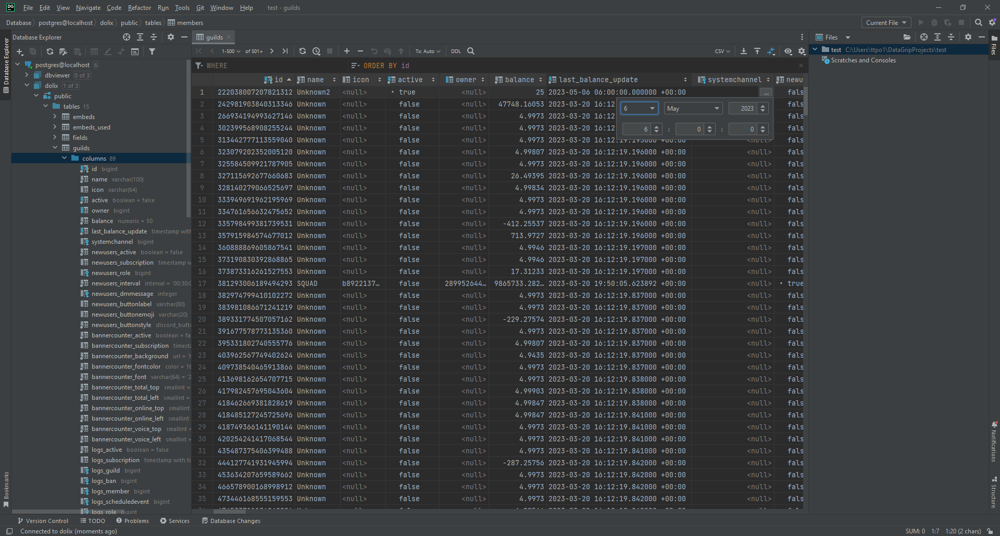 DG File Edit View Navigate Code Refactor Run Tools Git Window Help test - guilds
Database postgres@localhost dolix public tables members Current File
Database Explorer guilds Files
1-500 of 501+ Tx: Auto DDL CSV test C:\Users\ttpo1\DataGripProjects\test
postgres@localhost 6 WHERE ORDER BY id Scratches and Consoles
dbviewer 0 of 3
dolix 1 of 3
public
tables 15
embeds
embeds_used
fields
guilds
columns 89
id bigint
name varchar(100)
icon varchar(64)
active boolean = false
owner bigint
balance numeric = 50
last_balance_update timestamp with
systemchannel bigint
newusers_active boolean = false
newusers_subscription timestamp w
newusers_role bigint
newusers_interval interval = '00:30:0
newusers_dmmessage integer
newusers_buttonlabel varchar(80)
newusers_buttonemoji varchar(20)
newusers_buttonstyle discord_butt
bannercounter_active boolean = fa
bannercounter_subscription timesta
bannercounter_background url = 'h
bannercounter_fontcolor color = 16
bannercounter_font varchar(64) = '2
bannercounter_total_top smallint =
bannercounter_total_left smallint =
bannercounter_online_top smallint
bannercounter_online_left smallint
bannercounter_voice_top smallint =
bannercounter_voice_left smallint =
logs_active boolean = false
logs_subscription timestamp with ti
logs_guild bigint
logs_ban bigint
logs_member bigint
logs_scheduledevent bigint
logs_role bigint
id name icon active owner balance last_balance_update systemchannel newu
1 222038007207821312 Unknown2 <null> • true <null> 25 2023-05-06 06:00:00.000000 +00:00 ... fals
2 242981903840313346 Unknown <null> false <null> 47748.16053 2023-03-20 16:12 fals
3 266934194993627146 Unknown <null> false <null> 4.9973 2023-03-20 16:12 fals
4 302399568908255244 Unknown <null> false <null> 4.9973 2023-03-20 16:12 fals
5 313442777113559040 Unknown <null> false <null> 4.9973 2023-03-20 16:12:19.195000 +00:00 <null> fals
6 May 2023
6 : 0 : 0
6 323079202352005120 Unknown <null> false <null> 4.99807 2023-03-20 16:12:19.196000 +00:00 <null> fals
7 325584509921787905 Unknown <null> false <null> 4.9973 2023-03-20 16:12:19.196000 +00:00 <null> fals
8 327115692677660683 Unknown <null> false <null> 26.49395 2023-03-20 16:12:19.196000 +00:00 <null> fals
9 328140279066525697 Unknown <null> false <null> 4.99834 2023-03-20 16:12:19.196000 +00:00 <null> fals
10 333949691962195969 Unknown <null> false <null> 4.9973 2023-03-20 16:12:19.196000 +00:00 <null> fals
11 334761656632475652 Unknown <null> false <null> 4.9973 2023-03-20 16:12:19.196000 +00:00 <null> fals
12 335798499381739531 Unknown <null> false <null> -412.25537 2023-03-20 16:12:19.196000 +00:00 <null> fals
13 357915984574677012 Unknown <null> false <null> 713.9727 2023-03-20 16:12:19.196000 +00:00 <null> fals
14 360888869605867541 Unknown <null> false <null> 4.9946 2023-03-20 16:12:19.197000 +00:00 <null> fals
15 373190830392868865 Unknown <null> false <null> 4.9946 2023-03-20 16:12:19.197000 +00:00 <null> fals
16 373873316261527553 Unknown <null> false <null> 17.31233 2023-03-20 16:12:19.197000 +00:00 <null> fals
17 381293006189494293 SQUAD b8922137… false 289952644… 9865733.282… 2023-03-20 19:50:05.623892 +00:00 <null> • true
18 382974799410102272 Unknown <null> false <null> 4.9973 2023-03-20 16:12:19.837000 +00:00 <null> fals
19 383981086671241219 Unknown <null> false <null> 4.9973 2023-03-20 16:12:19.837000 +00:00 <null> fals
20 389331774507057162 Unknown <null> false <null> -229.27574 2023-03-20 16:12:19.837000 +00:00 <null> fals
21 391677578773135360 Unknown <null> false <null> 4.9973 2023-03-20 16:12:19.837000 +00:00 <null> fals
22 395331802740555776 Unknown <null> false <null> 4.99807 2023-03-20 16:12:19.837000 +00:00 <null> fals
23 403962567749402624 Unknown <null> false <null> 4.9435 2023-03-20 16:12:19.837000 +00:00 <null> fals
24 409738540465913866 Unknown <null> false <null> 4.9973 2023-03-20 16:12:19.837000 +00:00 <null> fals
25 413698162654707715 Unknown <null> false <null> 4.9973 2023-03-20 16:12:19.838000 +00:00 <null> fals
26 417982457695043604 Unknown <null> false <null> 4.99903 2023-03-20 16:12:19.838000 +00:00 <null> fals
27 418462669381828619 Unknown <null> false <null> 4.99847 2023-03-20 16:12:19.838000 +00:00 <null> fals
28 418485127245725696 Unknown <null> false <null> 4.99847 2023-03-20 16:12:19.841000 +00:00 <null> fals
29 418749366141190144 Unknown <null> false <null> 4.9973 2023-03-20 16:12:19.841000 +00:00 <null> fals
30 420254241417068544 Unknown <null> false <null> 4.9973 2023-03-20 16:12:19.841000 +00:00 <null> fals
31 435487375406399488 Unknown <null> false <null> 4.9973 2023-03-20 16:12:19.841000 +00:00 <null> fals
32 444127741931945994 Unknown <null> false <null> -287.25756 2023-03-20 16:12:19.842000 +00:00 <null> fals
33 453634207659589662 Unknown <null> false <null> 4.9973 2023-03-20 16:12:19.842000 +00:00 <null> fals
34 466578900168998912 Unknown <null> false <null> 4.9973 2023-03-20 16:12:19.842000 +00:00 <null> fals
35 473446168555159553 Unknown <null> false <null> 4.9973 2023-03-20 16:12:19.842000 +00:00 <null> fals
Database Explorer
Bookmarks
Files
Notifications
Structure
Version Control TODO Problems Services Database Changes
Connected to dolix (moments ago) SUM: 0 1:7 1:20 (2 chars)